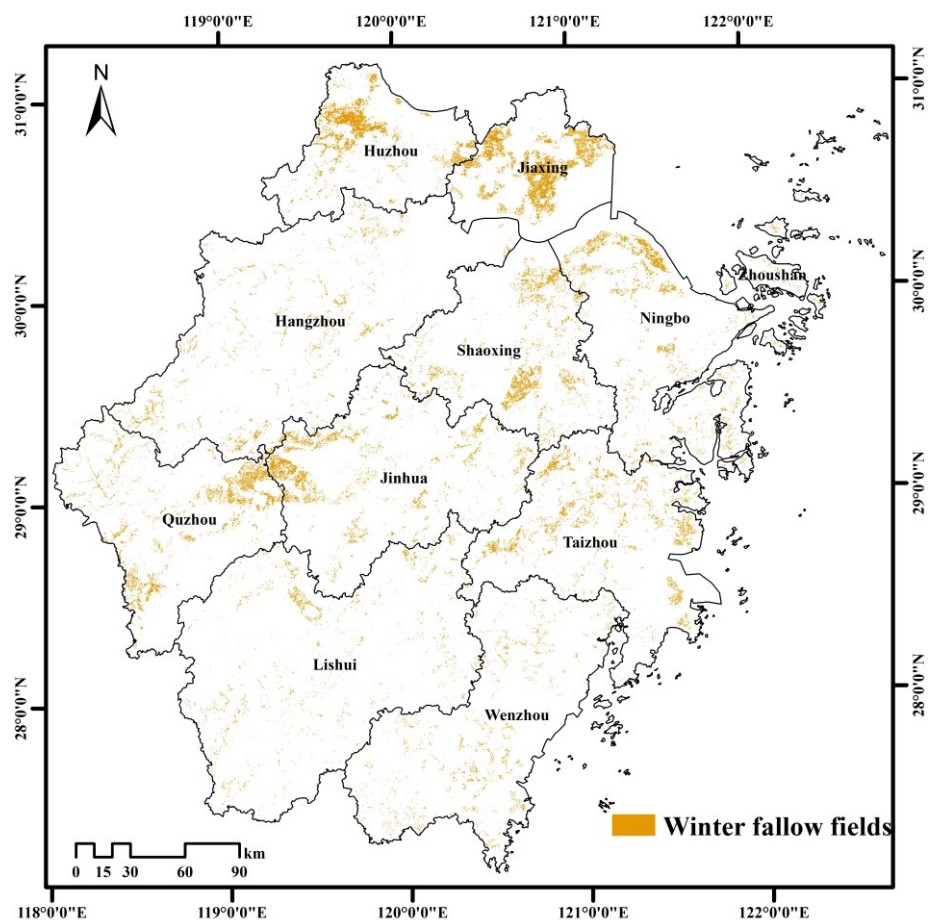 119°0'0"E 120°0'0"E 121°0'0"E 122°0'0"E
N
31°0'0"N
31°0'0"N
Huzhou
Jiaxing
Zhoushan
30°0'0"N
30°0'0"N
Hangzhou
Ningbo
Shaoxing
Jinhua
29°0'0"N
29°0'0"N
Quzhou
Taizhou
Lishui
28°0'0"N
28°0'0"N
Wenzhou
Winter fallow fields
km
0 15 30 60 90
118°0'0"E 119°0'0"E 120°0'0"E 121°0'0"E 122°0'0"E